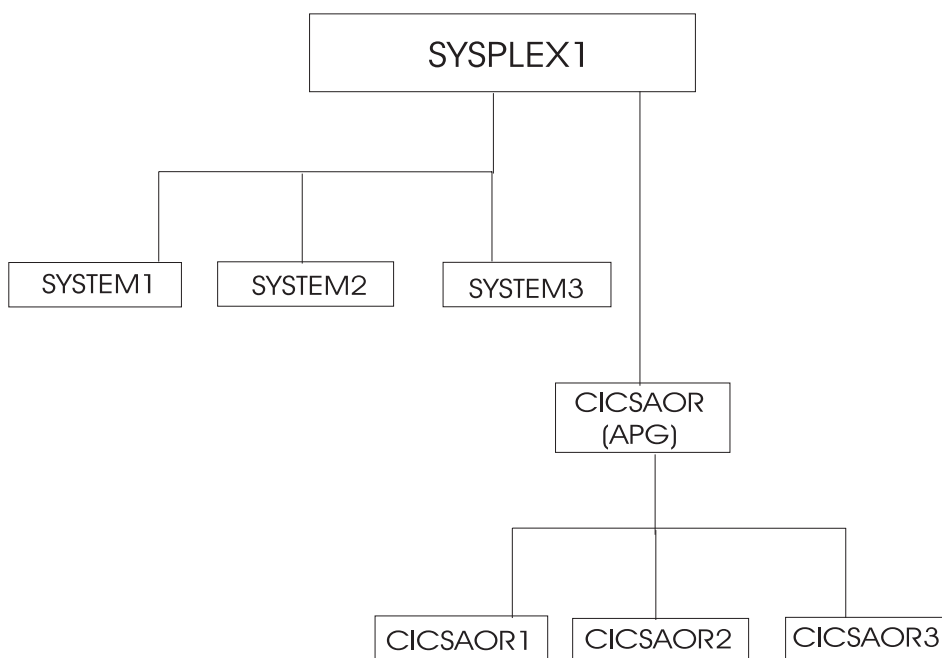 SYSPLEX1
SYSTEM1
SYSTEM2
SYSTEM3
CICSAOR
(APG)
CICSAOR1
CICSAOR2
CICSAOR3